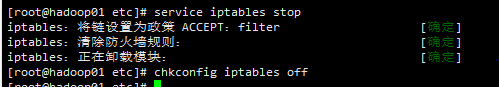 [root@hadoop01 etc]# service iptables stop
iptables: 将链设置为政策 ACCEPT: filter [确定]
iptables: 清除防火墙规则: [确定]
iptables: 正在卸载模块: [确定]
[root@hadoop01 etc]# chkconfig iptables off
[root@hadoop01 etc]#